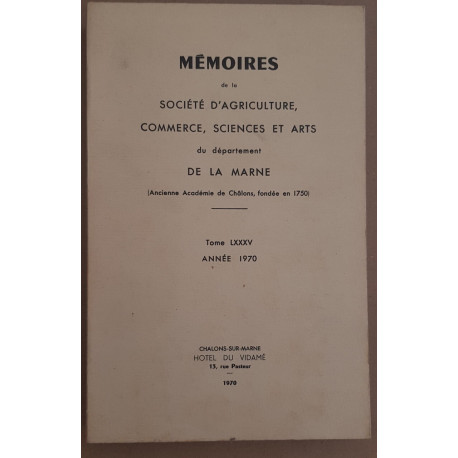 MÉMOIRES
de la
SOCIÉTÉ D'AGRICULTURE,
COMMERCE, SCIENCES ET ARTS
du département
DE LA MARNE
(Ancienne Académie de Châlons, fondée en 1750)
Tome LXXXV
ANNÉE 1970
CHALONS-SUR-MARNE
HOTEL DU VIDAMÉ
13, rue Pasteur
1970